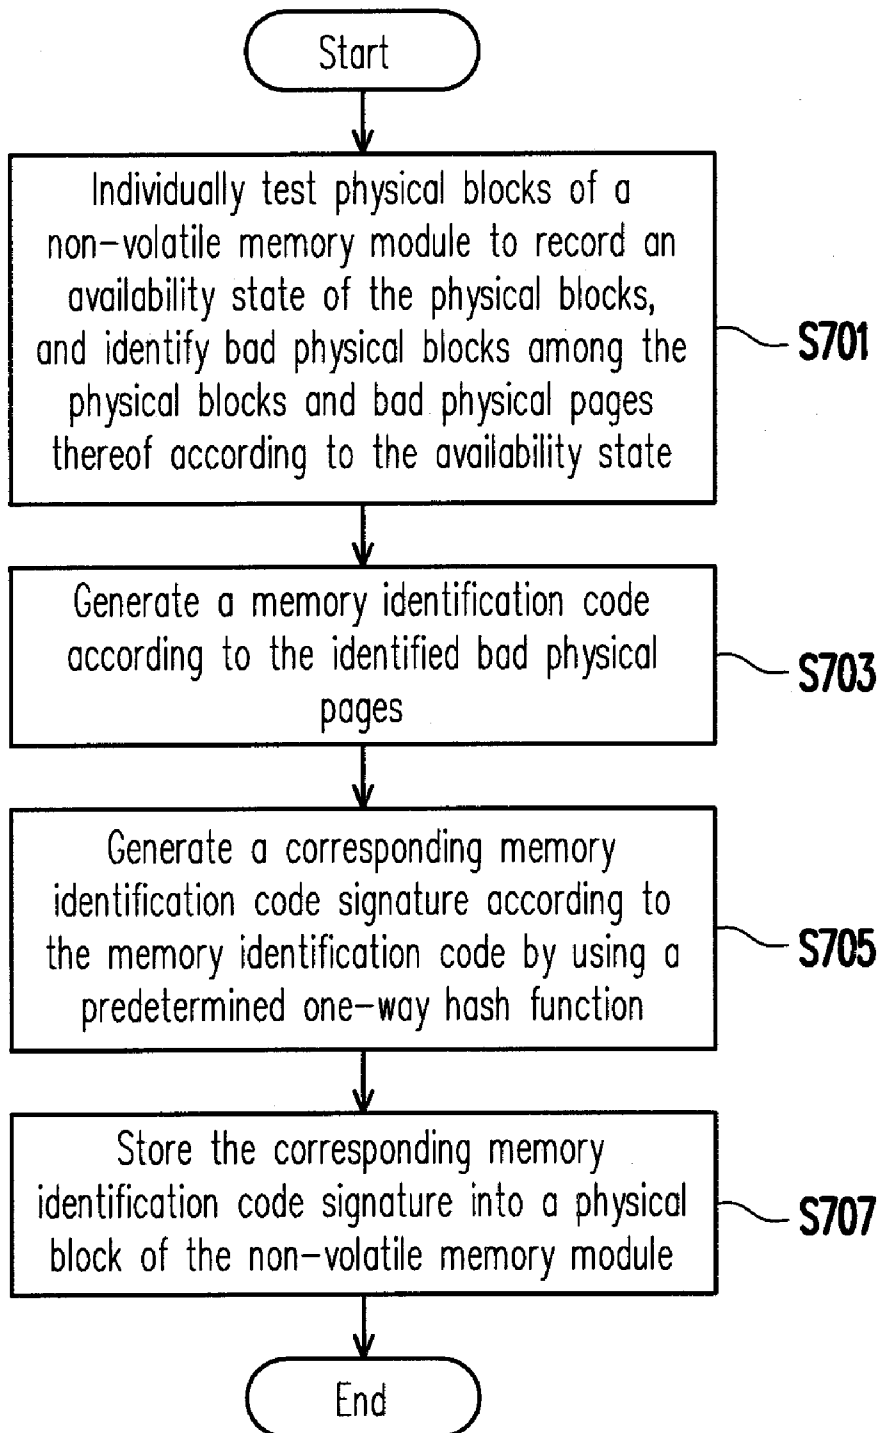 Start
Individually test physical blocks of a
non-volatile memory module to record an
availability state of the physical blocks,
and identify bad physical blocks among the
physical blocks and bad physical pages
thereof according to the availability state
S701
Generate a memory identification code
according to the identified bad physical
pages
S703
Generate a corresponding memory
identification code signature according to
the memory identification code by using a
predetermined one-way hash function
S705
Store the corresponding memory
identification code signature into a physical
block of the non-volatile memory module
S707
End